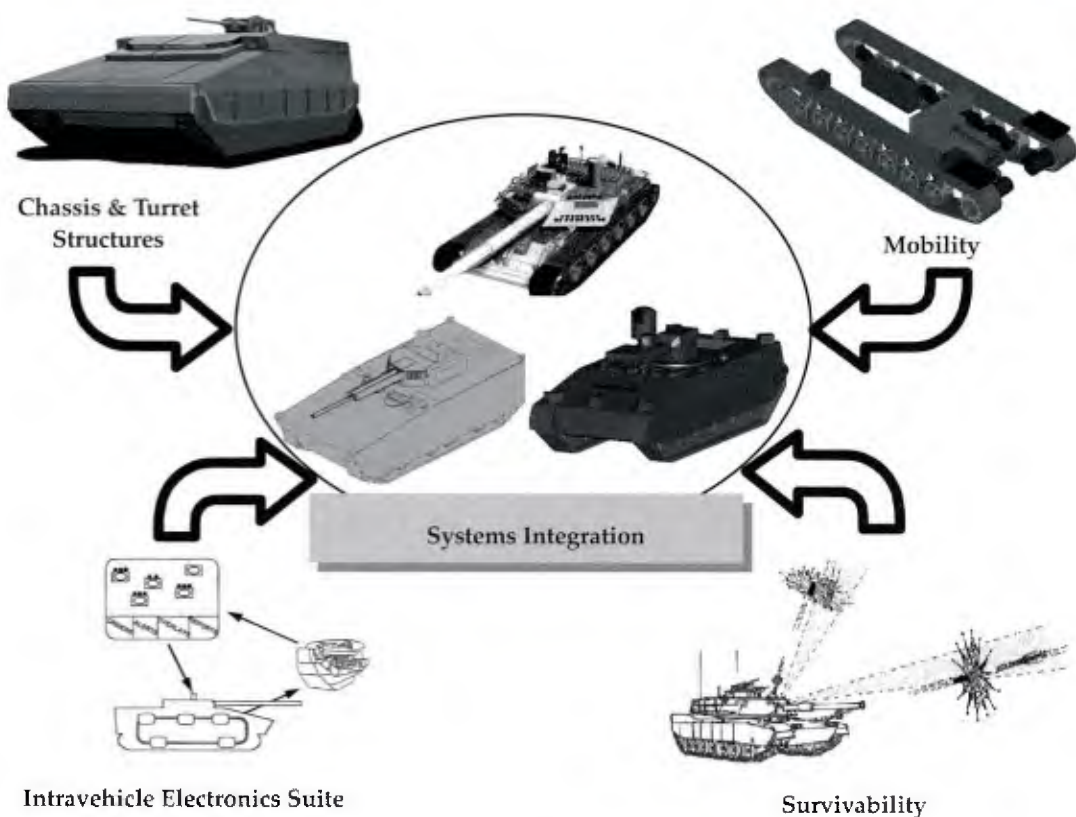 Chassis & Turret
Structures
Mobility
Systems Integration
Intravehicle Electronics Suite
Survivability